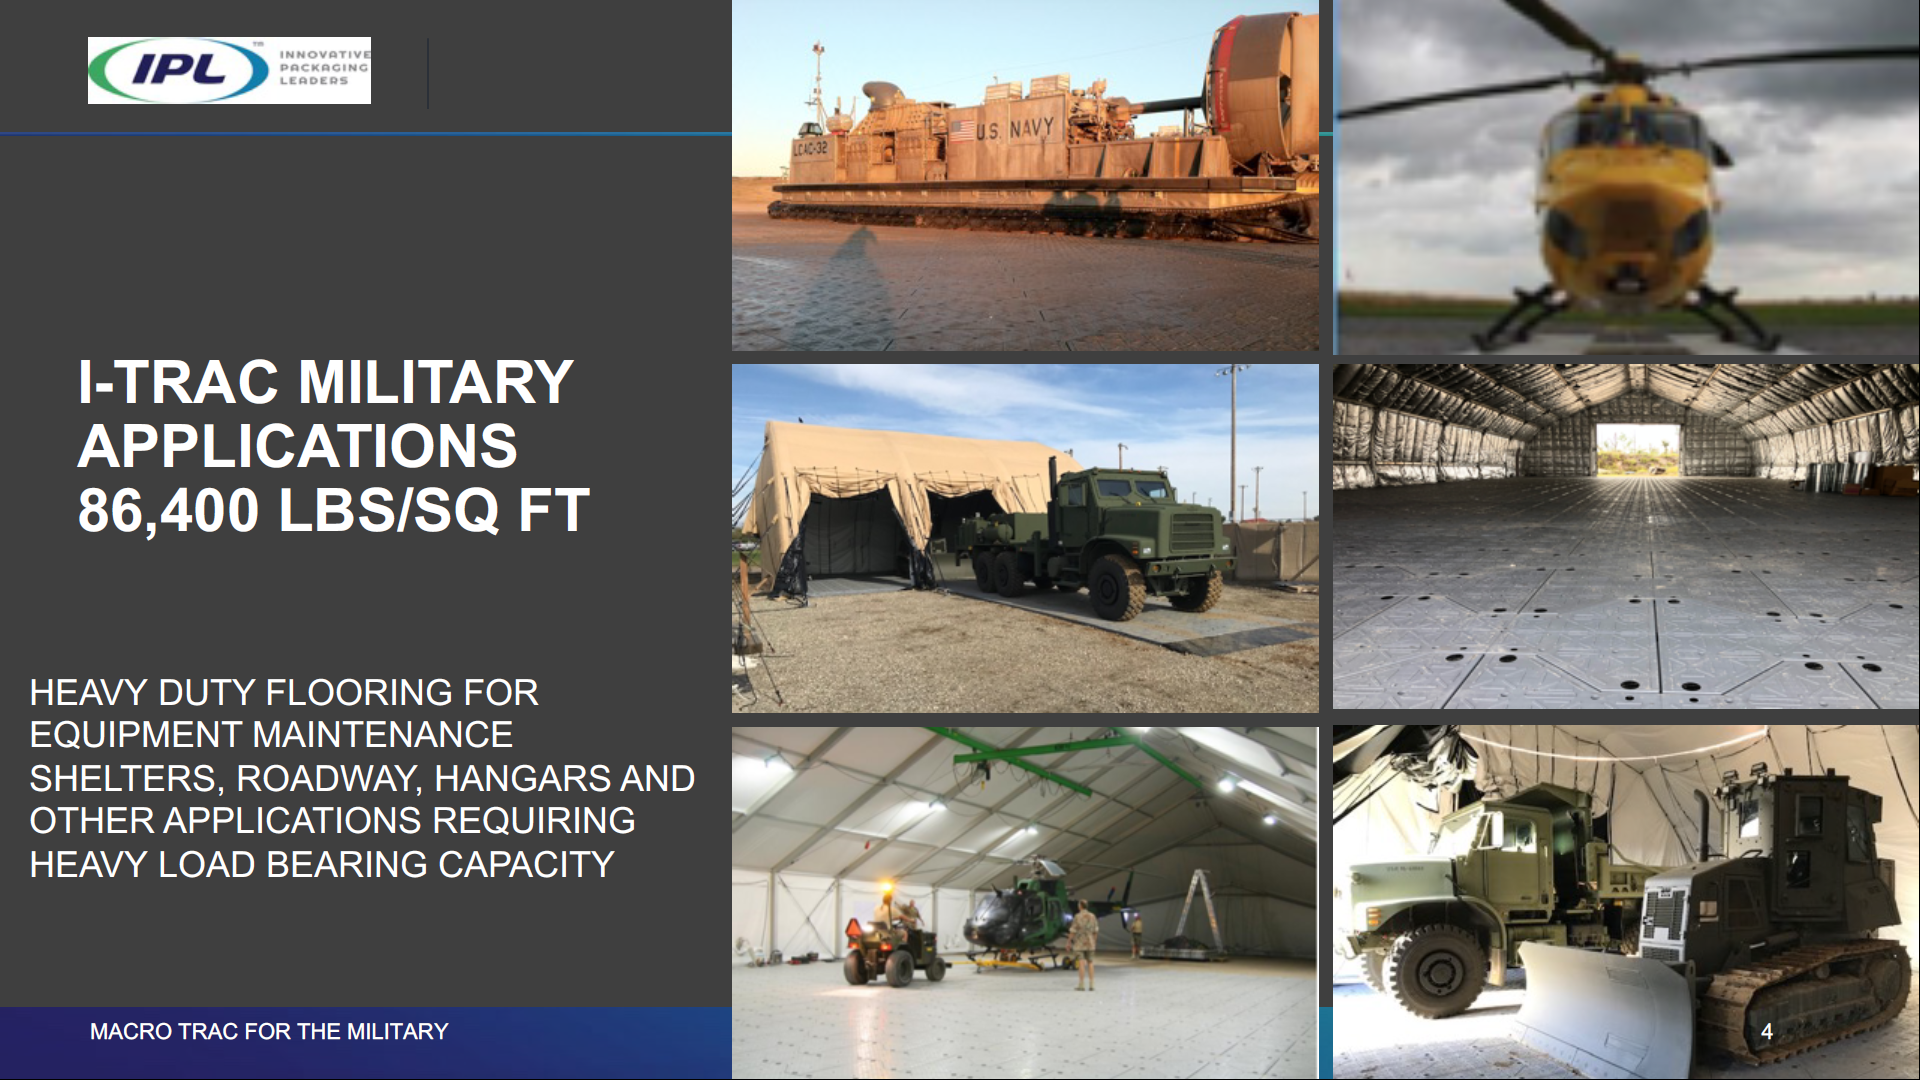 IPL™ INNOVATIVE
PACKAGING
LEADERS
I-TRAC MILITARY
APPLICATIONS
86,400 LBS/SQ FT
HEAVY DUTY FLOORING FOR
EQUIPMENT MAINTENANCE
SHELTERS, ROADWAY, HANGARS AND
OTHER APPLICATIONS REQUIRING
HEAVY LOAD BEARING CAPACITY
MACRO TRAC FOR THE MILITARY
U.S. NAVY
LCAC-32
4